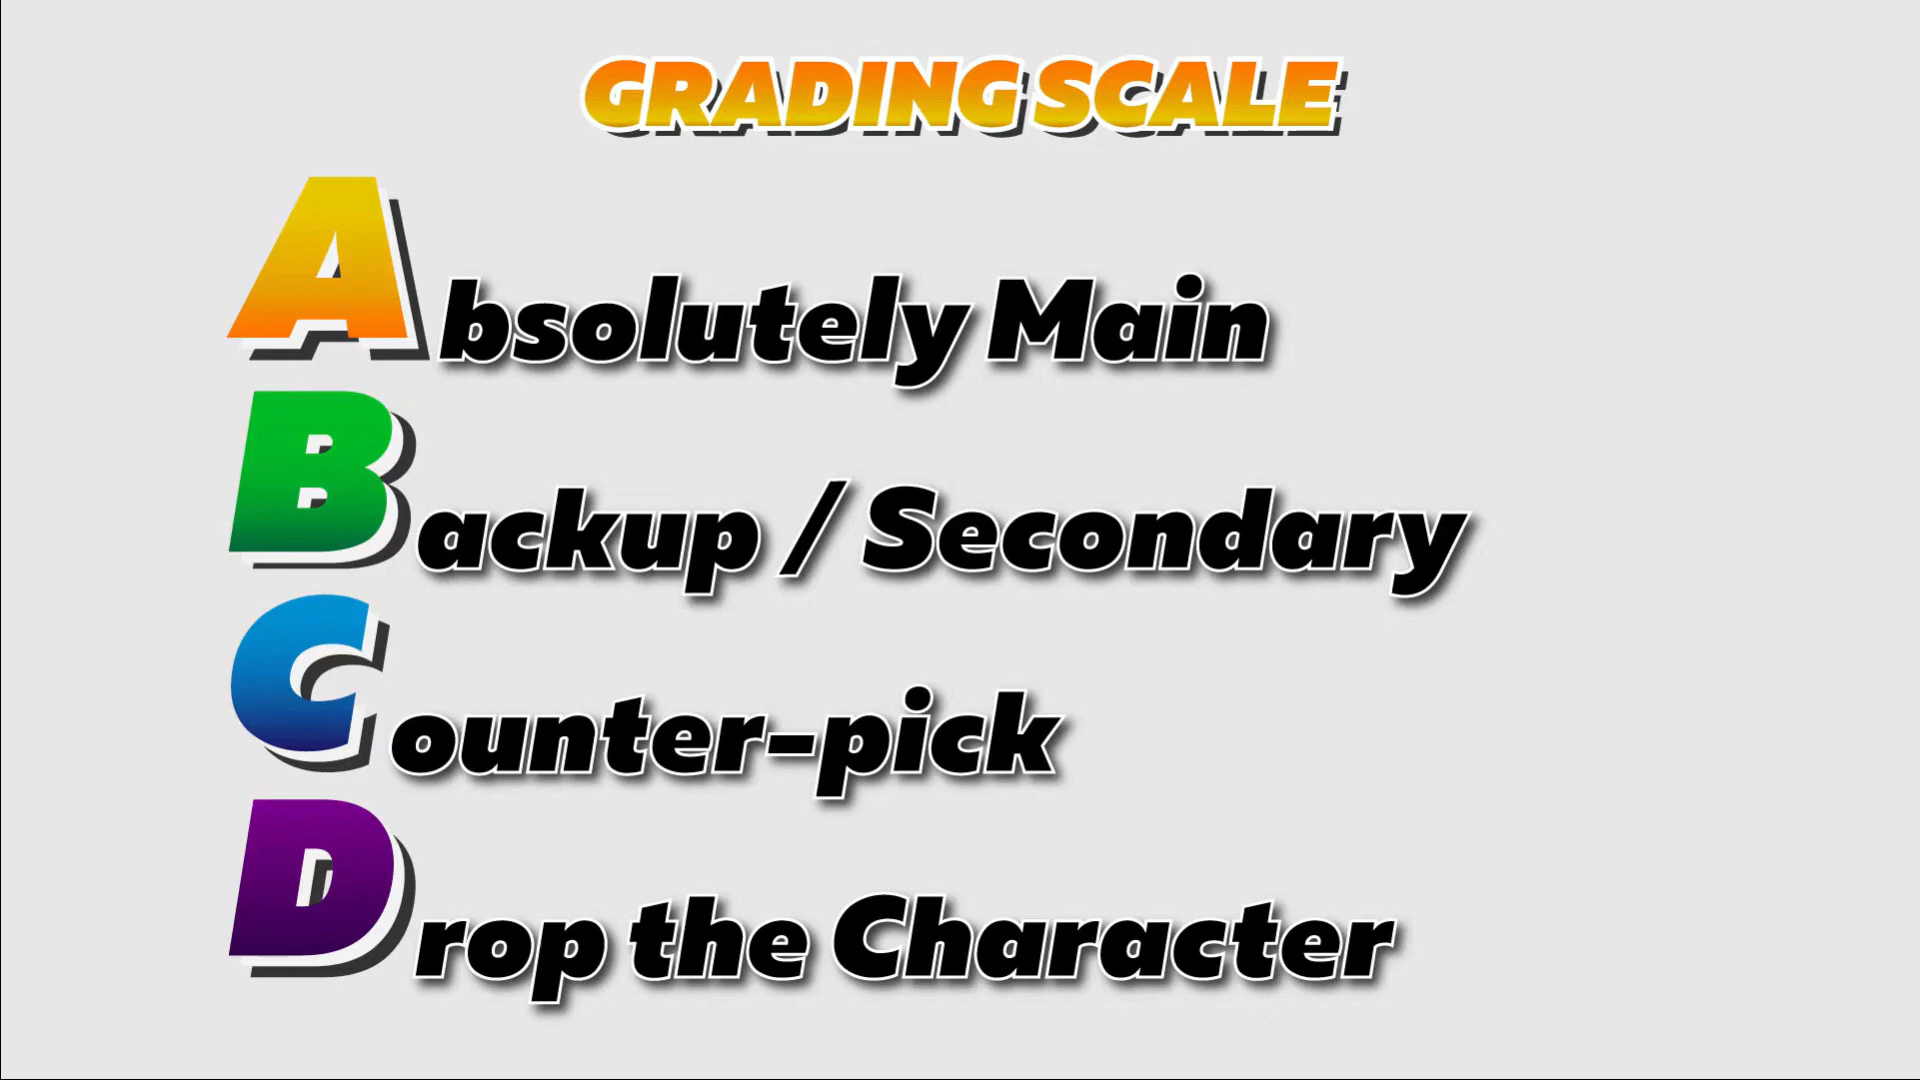 GRADING SCALE
Absolutely Main
Backup / Secondary
Counter-pick
Drop the Character